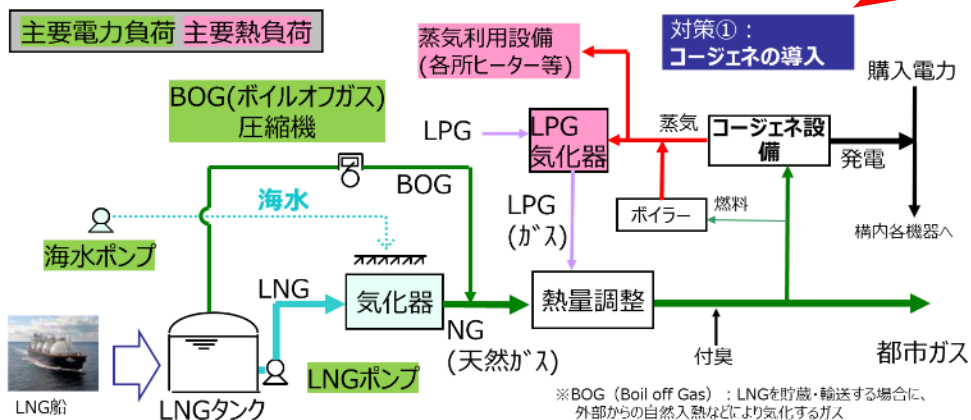 主要電力負荷 主要熱負荷
蒸気利用設備
(各所ヒーター等)
対策①：
コージェネの導入
購入電力
BOG(ボイルオフガス)
圧縮機
LPG
LPG
気化器
蒸気
コージェネ設
備
発電
BOG
海水
LPG
(ｶﾞｽ)
ボイラー
燃料
構内各機器へ
海水ポンプ
LNG
気化器
NG
(天然ｶﾞｽ)
熱量調整
付臭
都市ガス
LNG船
LNGタンク
LNGポンプ
※BOG（Boil off Gas）：LNGを貯蔵・輸送する場合に、
外部からの自然入熱などにより気化するガス